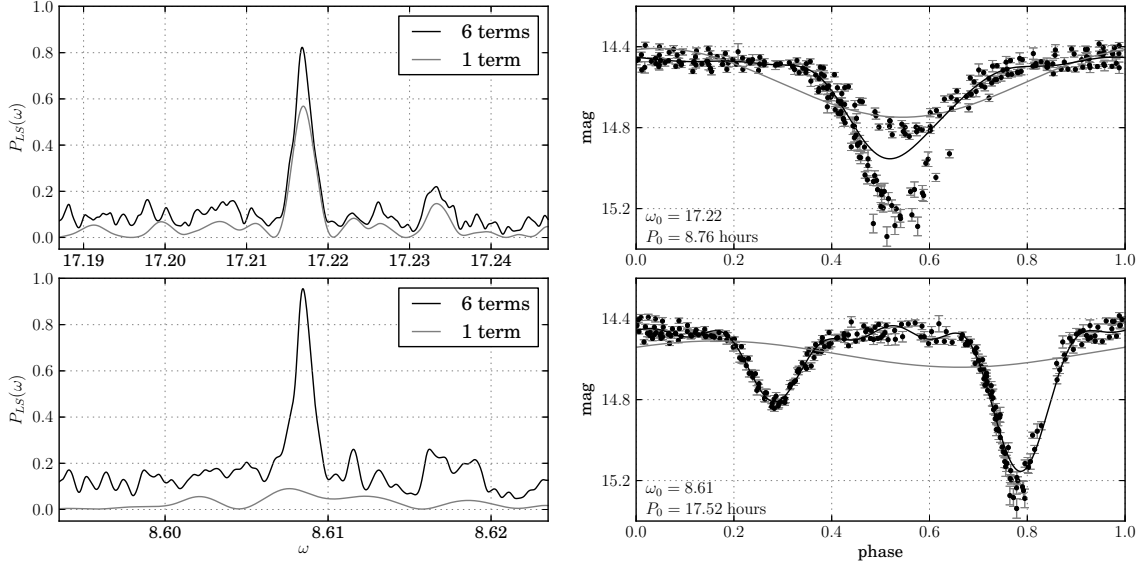 1.0
0.8
0.6
0.4
0.2
0.0
P_LS(ω)
6 terms
1 term
17.19 17.20 17.21 17.22 17.23 17.24
14.4
14.8
15.2
mag
ω₀ = 17.22
P₀ = 8.76 hours
0.0 0.2 0.4 0.6 0.8 1.0
1.0
0.8
0.6
0.4
0.2
0.0
P_LS(ω)
6 terms
1 term
8.60 8.61 8.62
ω
14.4
14.8
15.2
mag
ω₀ = 8.61
P₀ = 17.52 hours
0.0 0.2 0.4 0.6 0.8 1.0
phase